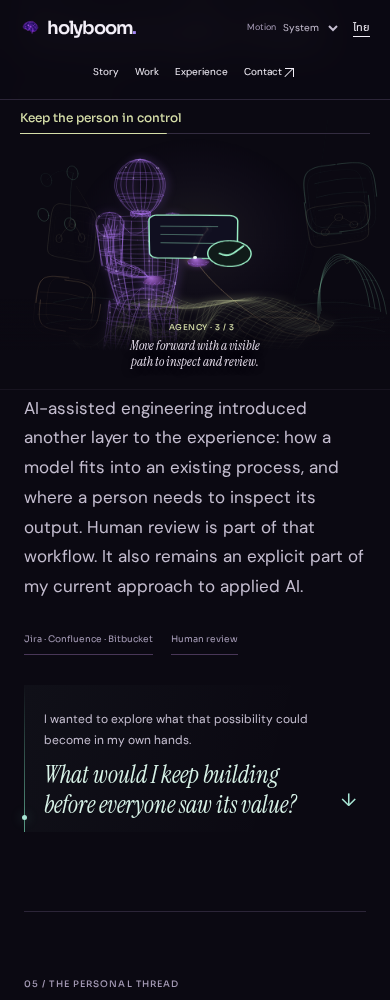 holyboom.
Motion System
ไทย
Story Work Experience Contact
Keep the person in control
AGENCY · 3 / 3
Move forward with a visible
path to inspect and review.
AI-assisted engineering introduced
another layer to the experience: how a
model fits into an existing process, and
where a person needs to inspect its
output. Human review is part of that
workflow. It also remains an explicit part of
my current approach to applied AI.
Jira · Confluence · Bitbucket Human review
I wanted to explore what that possibility could
become in my own hands.
What would I keep building
before everyone saw its value?
05 / THE PERSONAL THREAD